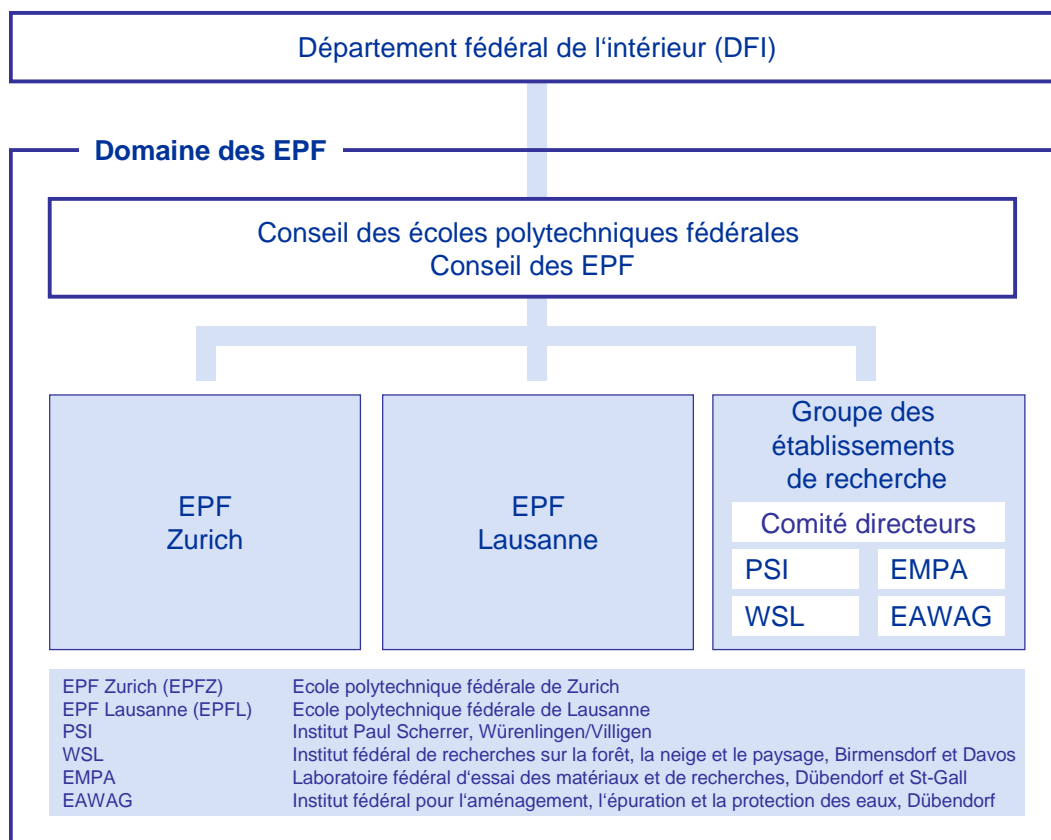 Département fédéral de l‘intérieur (DFI)
Domaine des EPF
Conseil des écoles polytechniques fédérales
Conseil des EPF
EPF
Zurich
EPF
Lausanne
Groupe des
établissements
de recherche
Comité directeurs
PSI
EMPA
WSL
EAWAG
EPF Zurich (EPFZ) Ecole polytechnique fédérale de Zurich
EPF Lausanne (EPFL) Ecole polytechnique fédérale de Lausanne
PSI Institut Paul Scherrer, Würenlingen/Villigen
WSL Institut fédéral de recherches sur la forêt, la neige et le paysage, Birmensdorf et Davos
EMPA Laboratoire fédéral d‘essai des matériaux et de recherches, Dübendorf et St-Gall
EAWAG Institut fédéral pour l‘aménagement, l‘épuration et la protection des eaux, Dübendorf